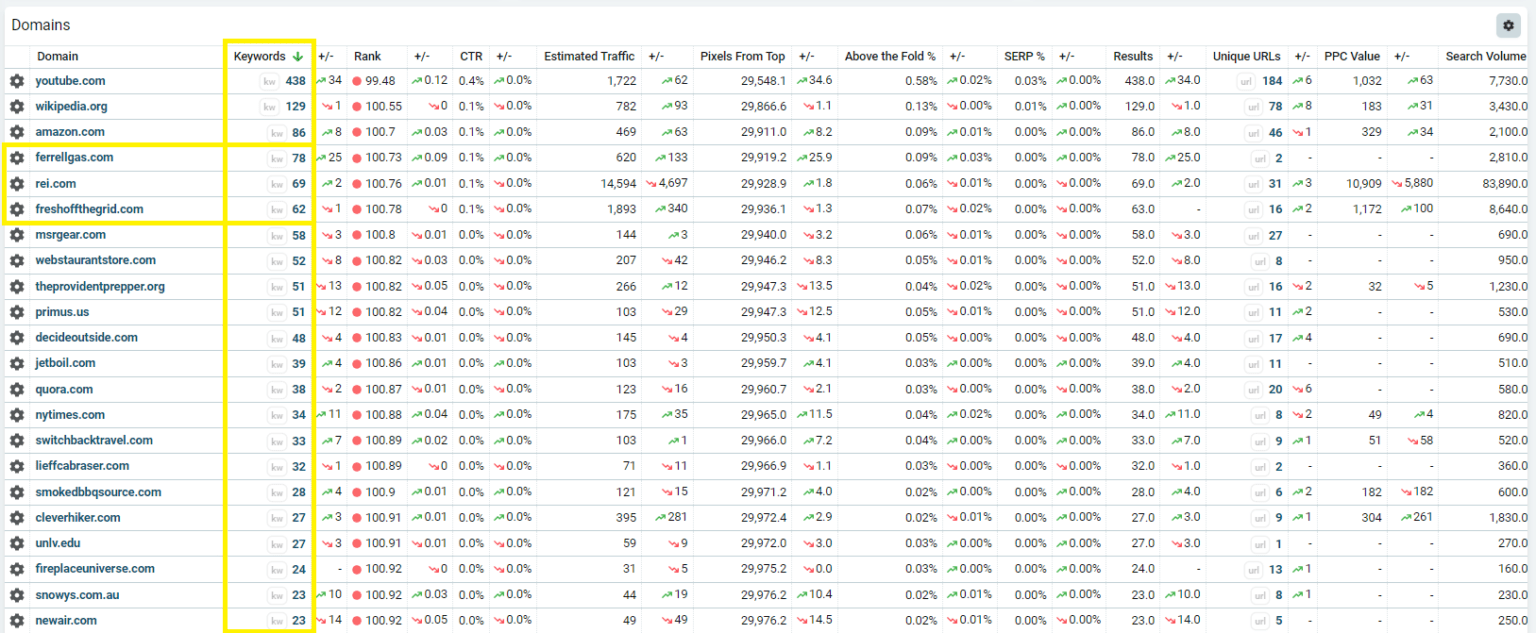 Domains
Domain Keywords +/- Rank +/- CTR +/- Estimated Traffic +/- Pixels From Top +/- Above the Fold % +/- SERP % +/- Results +/- Unique URLs +/- PPC Value +/- Search Volume
youtube.com kw 438 34 99.48 0.12 0.4% 0.0% 1,722 62 29,548.1 34.6 0.58% 0.02% 0.03% 0.00% 438.0 34.0 url 184 6 1,032 63 7,730.0
wikipedia.org kw 129 1 100.55 0 0.1% 0.0% 782 93 29,866.6 1.1 0.13% 0.00% 0.01% 0.00% 129.0 1.0 url 78 8 183 31 3,430.0
amazon.com kw 86 8 100.7 0.03 0.1% 0.0% 469 63 29,911.0 8.2 0.09% 0.01% 0.00% 0.00% 86.0 8.0 url 46 1 329 34 2,100.0
ferrellgas.com kw 78 25 100.73 0.09 0.1% 0.0% 620 133 29,919.2 25.9 0.09% 0.03% 0.00% 0.00% 78.0 25.0 url 2 - - - 2,810.0
rei.com kw 69 2 100.76 0.01 0.1% 0.0% 14,594 4,697 29,928.9 1.8 0.06% 0.01% 0.00% 0.00% 69.0 2.0 url 31 3 10,909 5,880 83,890.0
freshoffthegrid.com kw 62 1 100.78 0 0.1% 0.0% 1,893 340 29,936.1 1.3 0.07% 0.02% 0.00% 0.00% 63.0 - url 16 2 1,172 100 8,640.0
msrgear.com kw 58 3 100.8 0.01 0.0% 0.0% 144 3 29,940.0 3.2 0.06% 0.01% 0.00% 0.00% 58.0 3.0 url 27 - - - 690.0
webstaurantstore.com kw 52 8 100.82 0.03 0.0% 0.0% 207 42 29,946.2 8.3 0.05% 0.01% 0.00% 0.00% 52.0 8.0 url 8 - - - 950.0
theprovidentprepper.org kw 51 13 100.82 0.05 0.0% 0.0% 266 12 29,947.3 13.5 0.04% 0.02% 0.00% 0.00% 51.0 13.0 url 16 2 32 5 1,230.0
primus.us kw 51 12 100.82 0.04 0.0% 0.0% 103 29 29,947.3 12.5 0.05% 0.01% 0.00% 0.00% 51.0 12.0 url 11 2 - - 530.0
decideoutside.com kw 48 4 100.83 0.01 0.0% 0.0% 145 4 29,950.3 4.1 0.05% 0.00% 0.00% 0.00% 48.0 4.0 url 17 4 - - 690.0
jetboil.com kw 39 4 100.86 0.01 0.0% 0.0% 103 3 29,959.7 4.1 0.03% 0.00% 0.00% 0.00% 39.0 4.0 url 11 - - - 510.0
quora.com kw 38 2 100.87 0.01 0.0% 0.0% 123 16 29,960.7 2.1 0.03% 0.00% 0.00% 0.00% 38.0 2.0 url 20 6 - - 580.0
nytimes.com kw 34 11 100.88 0.04 0.0% 0.0% 175 35 29,965.0 11.5 0.04% 0.02% 0.00% 0.00% 34.0 11.0 url 8 2 49 4 820.0
switchbacktravel.com kw 33 7 100.89 0.02 0.0% 0.0% 103 1 29,966.0 7.2 0.04% 0.00% 0.00% 0.00% 33.0 7.0 url 9 1 51 58 520.0
lieffcabraser.com kw 32 1 100.89 0 0.0% 0.0% 71 11 29,966.9 1.1 0.03% 0.00% 0.00% 0.00% 32.0 1.0 url 2 - - - 360.0
smokedbbqsource.com kw 28 4 100.9 0.01 0.0% 0.0% 121 15 29,971.2 4.0 0.02% 0.00% 0.00% 0.00% 28.0 4.0 url 6 2 182 182 600.0
cleverhiker.com kw 27 3 100.91 0.01 0.0% 0.0% 395 281 29,972.4 2.9 0.02% 0.01% 0.00% 0.00% 27.0 3.0 url 9 1 304 261 1,830.0
unlv.edu kw 27 3 100.91 0.01 0.0% 0.0% 59 9 29,972.0 3.0 0.03% 0.00% 0.00% 0.00% 27.0 3.0 url 1 - - - 270.0
fireplaceuniverse.com kw 24 - 100.92 0 0.0% 0.0% 31 5 29,975.2 0.0 0.03% 0.00% 0.00% 0.00% 24.0 - url 13 1 - - 160.0
snowys.com.au kw 23 10 100.92 0.03 0.0% 0.0% 44 19 29,976.2 10.4 0.02% 0.01% 0.00% 0.00% 23.0 10.0 url 8 1 - - 230.0
newair.com kw 23 14 100.92 0.05 0.0% 0.0% 49 49 29,976.2 14.5 0.02% 0.01% 0.00% 0.00% 23.0 14.0 url 5 - - - 250.0